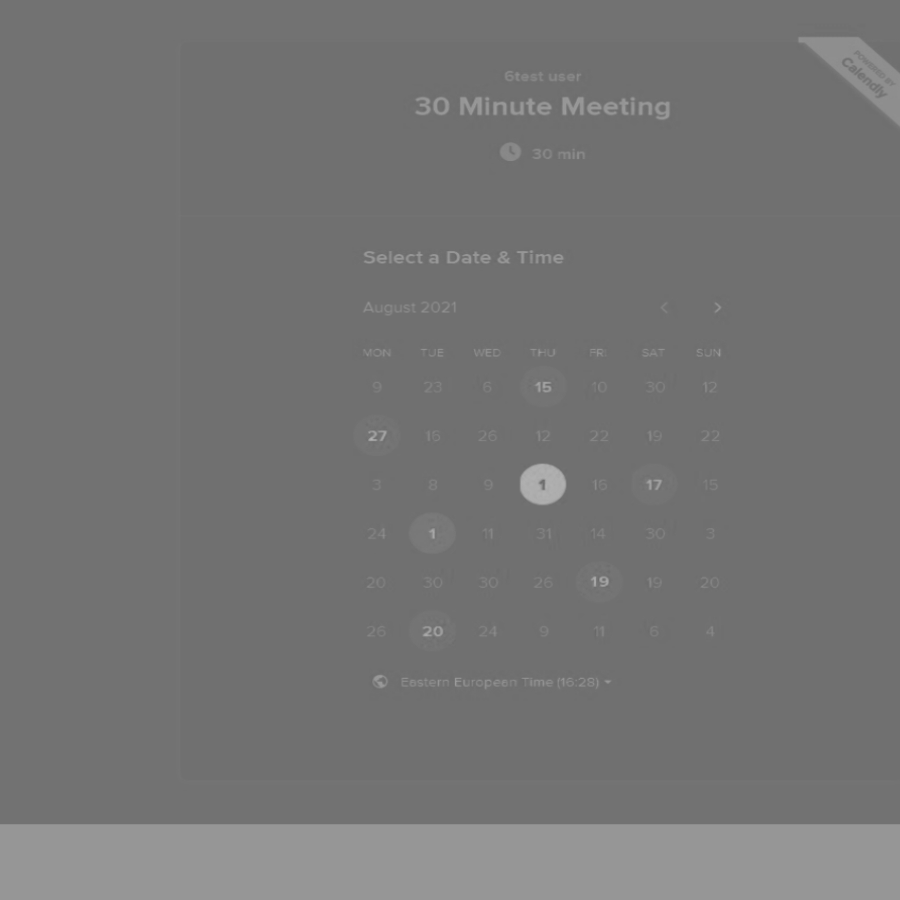 POWERED BY
Calendly
6test user
30 Minute Meeting
30 min
Select a Date & Time
August 2021
MON TUE WED THU FRI SAT SUN
9 23 6 15 10 30 12
27 16 26 12 22 19 22
3 8 9 1 15 17 15
24 1 11 31 14 30 3
20 30 30 26 19 19 20
26 20 24 9 11 6 4
Eastern European Time (16:28)